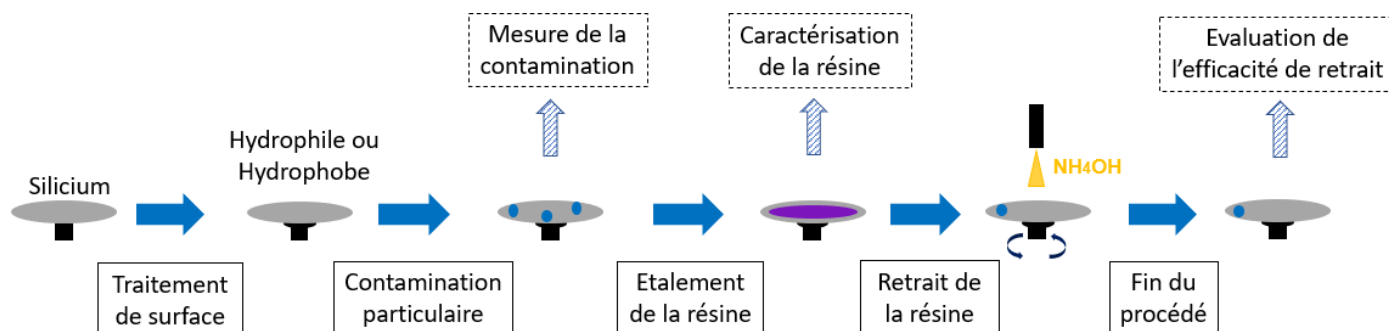 Mesure de la
contamination
Caractérisation
de la résine
Evaluation de
l'efficacité de retrait
Hydrophile ou
Hydrophobe
Silicium
NH4OH
Traitement
de surface
Contamination
particulaire
Etalement
de la résine
Retrait de
la résine
Fin du
procédé